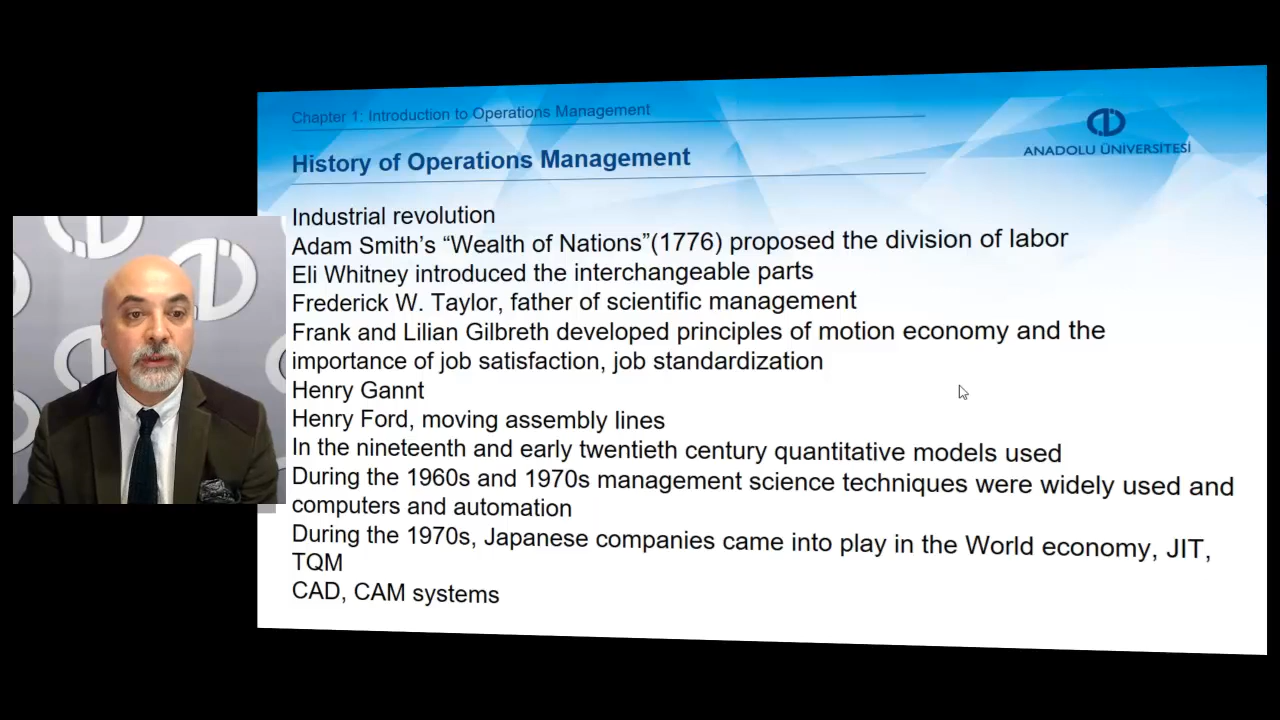 Chapter 1: Introduction to Operations Management
ANADOLU ÜNİVERSİTESİ
History of Operations Management
Industrial revolution
Adam Smith’s “Wealth of Nations”(1776) proposed the division of labor
Eli Whitney introduced the interchangeable parts
Frederick W. Taylor, father of scientific management
Frank and Lilian Gilbreth developed principles of motion economy and the
importance of job satisfaction, job standardization
Henry Gannt
Henry Ford, moving assembly lines
In the nineteenth and early twentieth century quantitative models used
During the 1960s and 1970s management science techniques were widely used and
computers and automation
During the 1970s, Japanese companies came into play in the World economy, JIT,
TQM
CAD, CAM systems